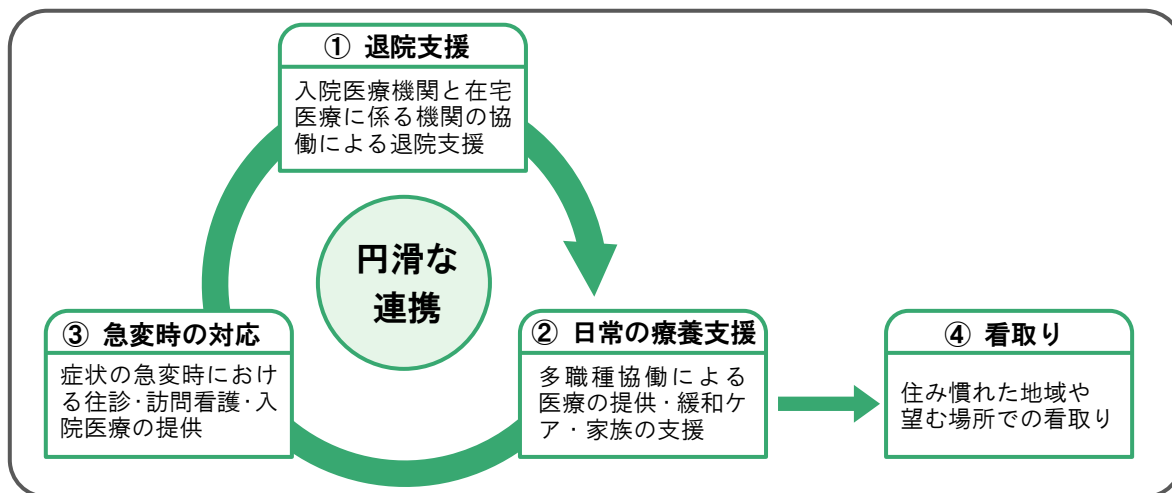 ① 退院支援
入院医療機関と在宅
医療に係る機関の協
働による退院支援
円滑な
連携
③ 急変時の対応
症状の急変時におけ
る往診･訪問看護･入
院医療の提供
② 日常の療養支援
多職種協働による
医療の提供・緩和ケ
ア・家族の支援
④ 看取り
住み慣れた地域や
望む場所での看取り